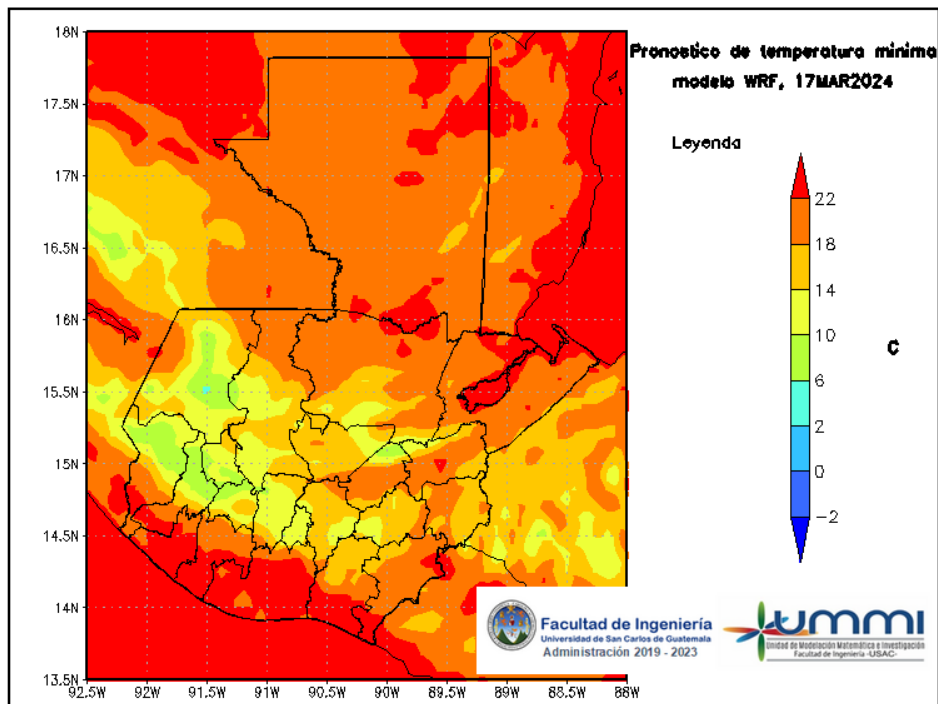 Pronostico de temperatura minima
modelo WRF, 17MAR2024
Leyenda
22
18
14
10
6
2
0
−2
C
18N
17.5N
17N
16.5N
16N
15.5N
15N
14.5N
14N
13.5N
92.5W 92W 91.5W 91W 90.5W 90W 89.5W 89W 88.5W 88W
Facultad de Ingeniería
Universidad de San Carlos de Guatemala
Administración 2019 - 2023
ummi
Unidad de Modelación Matemática e Investigación
Facultad de Ingeniería -USAC-